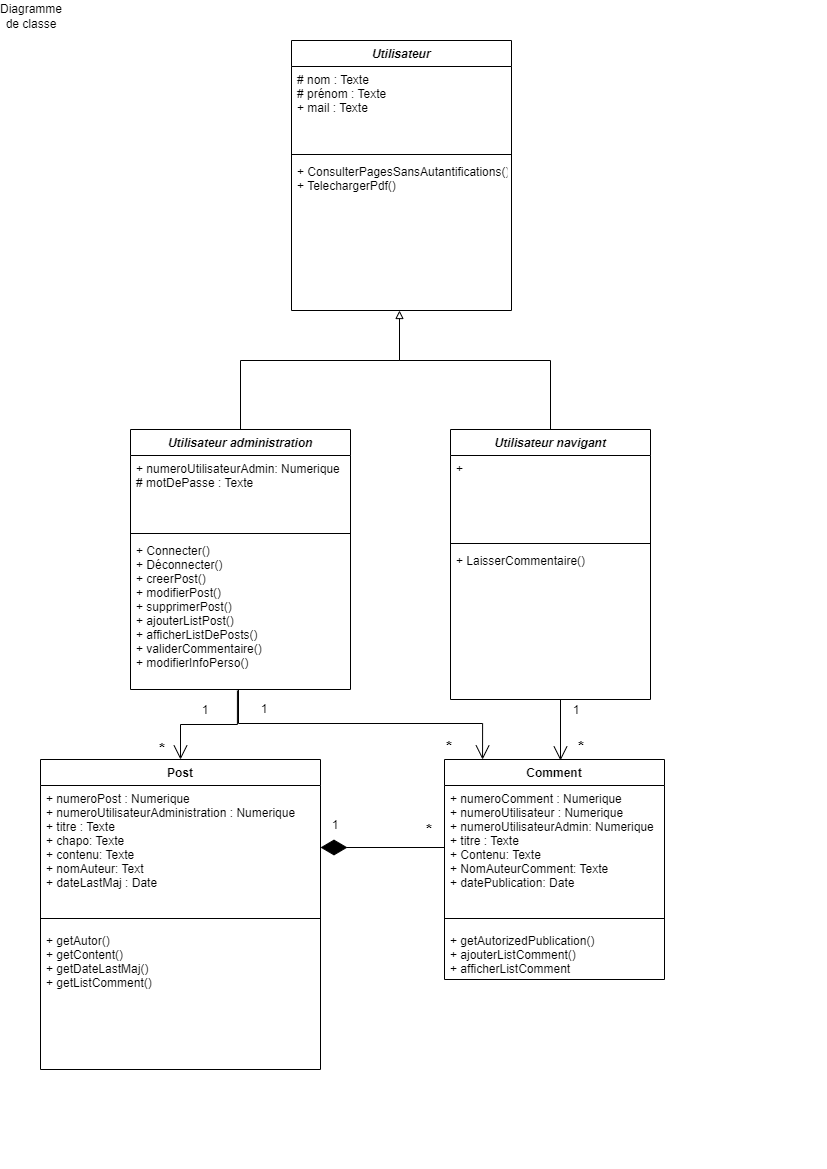 Diagramme
de classe
Utilisateur
# nom : Texte
# prénom : Texte
+ mail : Texte
+ ConsulterPagesSansAutantifications()
+ TelechargerPdf()
Utilisateur administration
+ numeroUtilisateurAdmin: Numerique
# motDePasse : Texte
+ Connecter()
+ Déconnecter()
+ creerPost()
+ modifierPost()
+ supprimerPost()
+ ajouterListPost()
+ afficherListDePosts()
+ validerCommentaire()
+ modifierInfoPerso()
Utilisateur navigant
+
+ LaisserCommentaire()
1
1
1
*
*
*
Post
+ numeroPost : Numerique
+ numeroUtilisateurAdministration : Numerique
+ titre : Texte
+ chapo: Texte
+ contenu: Texte
+ nomAuteur: Text
+ dateLastMaj : Date
+ getAutor()
+ getContent()
+ getDateLastMaj()
+ getListComment()
1
*
Comment
+ numeroComment : Numerique
+ numeroUtilisateur : Numerique
+ numeroUtilisateurAdmin: Numerique
+ titre : Texte
+ Contenu: Texte
+ NomAuteurComment: Texte
+ datePublication: Date
+ getAutorizedPublication()
+ ajouterListComment()
+ afficherListComment